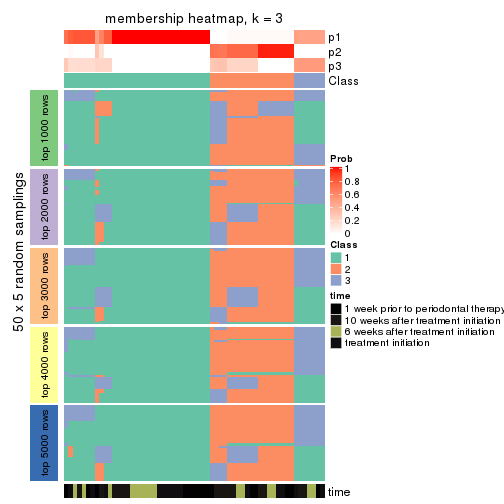 membership heatmap, k = 3
p1
p2
p3
Class
50 x 5 random samplings
top 1000 rows
top 2000 rows
top 3000 rows
top 4000 rows
top 5000 rows
time
Prob
1
0.8
0.6
0.4
0.2
0
Class
1
2
3
time
1 week prior to periodontal therapy
10 weeks after treatment initiation
6 weeks after treatment initiation
treatment initiation